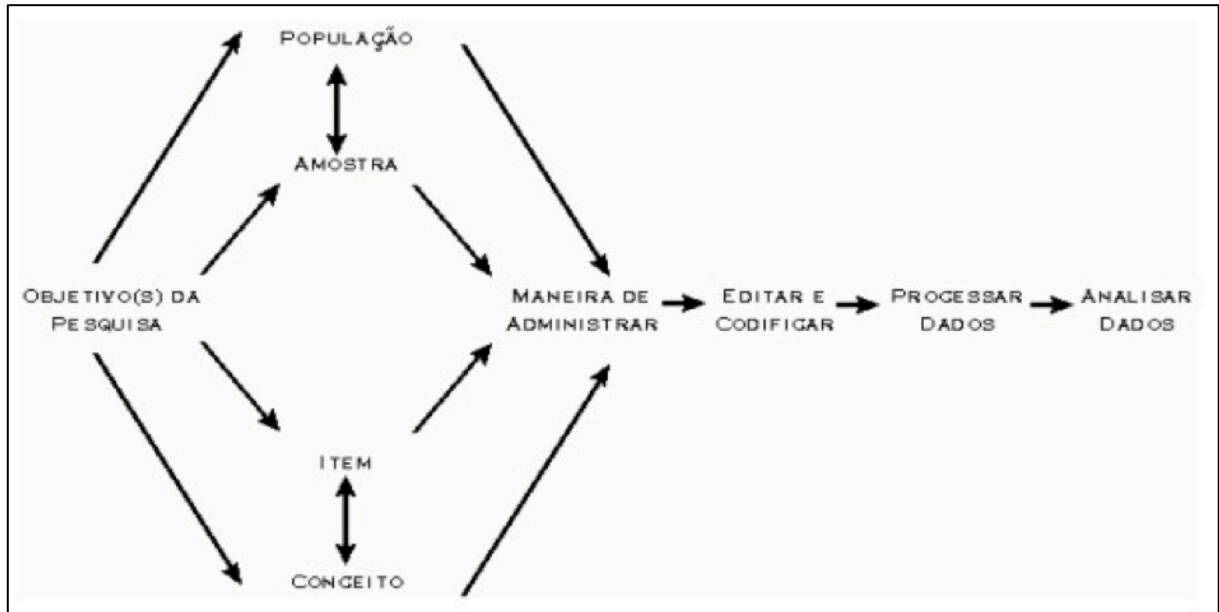 POPULAÇÃO
AMOSTRA
OBJETIVO(S) DA
PESQUISA
MANEIRA DE
ADMINISTRAR
EDITAR E
CODIFICAR
PROCESSAR
DADOS
ANALISAR
DADOS
ITEM
CONCEITO